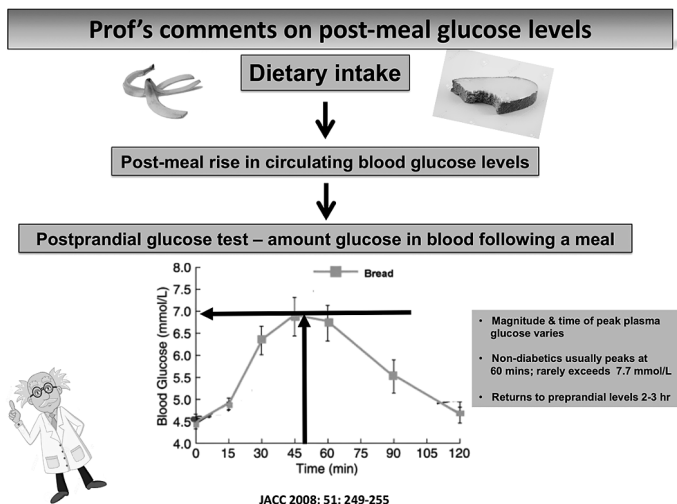 Prof's comments on post-meal glucose levels
Dietary intake
Post-meal rise in circulating blood glucose levels
Postprandial glucose test – amount glucose in blood following a meal
Bread
Blood Glucose (mmol/L)
8.0
7.5
7.0
6.5
6.0
5.5
5.0
4.5
4.0
0
15
30
45
60
75
90
105
120
Time (min)
• Magnitude & time of peak plasma
glucose varies
• Non-diabetics usually peaks at
60 mins; rarely exceeds 7.7 mmol/L
• Returns to preprandial levels 2-3 hr
JACC 2008: 51: 249-255